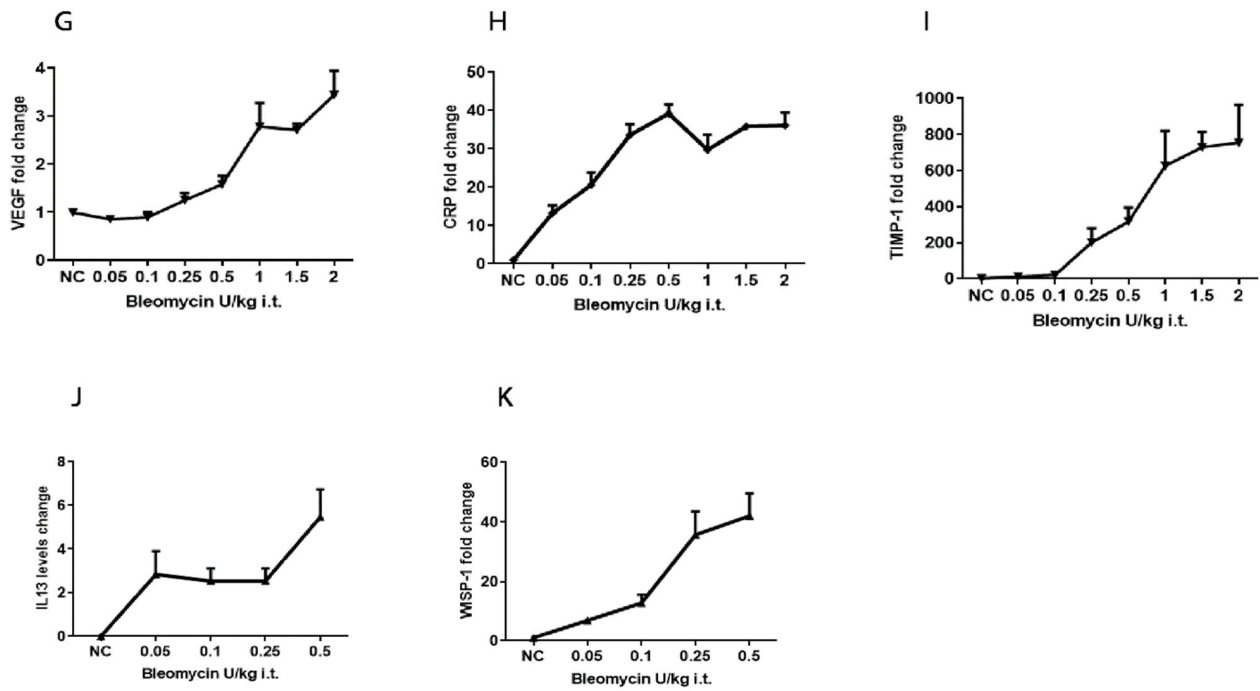 G
VEGF fold change
4
3
2
1
0
NC 0.05 0.1 0.25 0.5 1 1.5 2
Bleomycin U/kg i.t.
H
CRP fold change
50
40
30
20
10
0
NC 0.05 0.1 0.25 0.5 1 1.5 2
Bleomycin U/kg i.t.
I
TIMP-1 fold change
1000
800
600
400
200
0
NC 0.05 0.1 0.25 0.5 1 1.5 2
Bleomycin U/kg i.t.
J
IL13 levels change
8
6
4
2
0
NC 0.05 0.1 0.25 0.5
Bleomycin U/kg i.t.
K
WISP-1 fold change
60
40
20
0
NC 0.05 0.1 0.25 0.5
Bleomycin U/kg i.t.